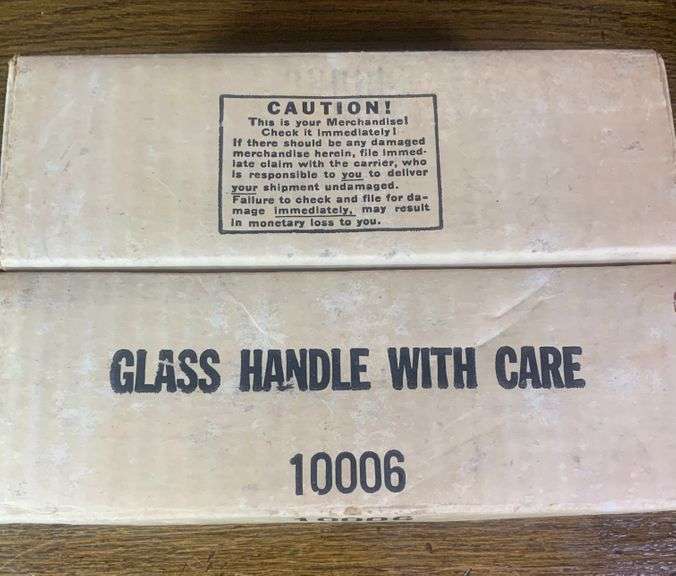 CAUTION!
This is your Merchandise!
Check it Immediately!
If there should be any damaged
merchandise herein, file immed-
iate claim with the carrier, who
is responsible to you to deliver
your shipment undamaged.
Failure to check and file for da-
mage immediately, may result
in monetary loss to you.
GLASS HANDLE WITH CARE
10006